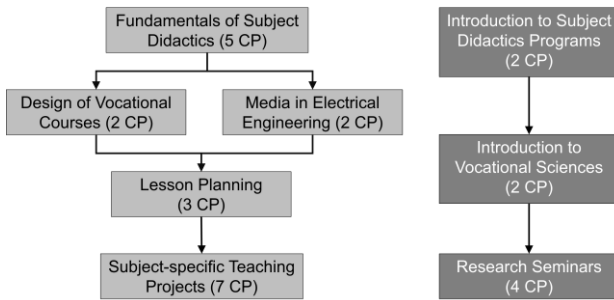 Fundamentals of Subject
Didactics (5 CP)
Design of Vocational
Courses (2 CP)
Media in Electrical
Engineering (2 CP)
Lesson Planning
(3 CP)
Subject-specific Teaching
Projects (7 CP)
Introduction to Subject
Didactics Programs
(2 CP)
Introduction to
Vocational Sciences
(2 CP)
Research Seminars
(4 CP)